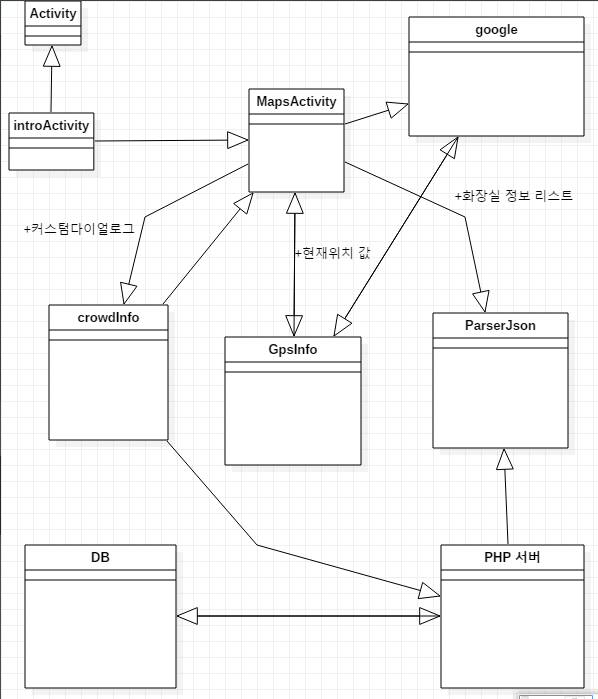 Activity
google
MapsActivity
introActivity
+화장실 정보 리스트
+커스텀다이얼로그
+현재위치 값
crowdInfo
ParserJson
GpsInfo
DB
PHP 서버